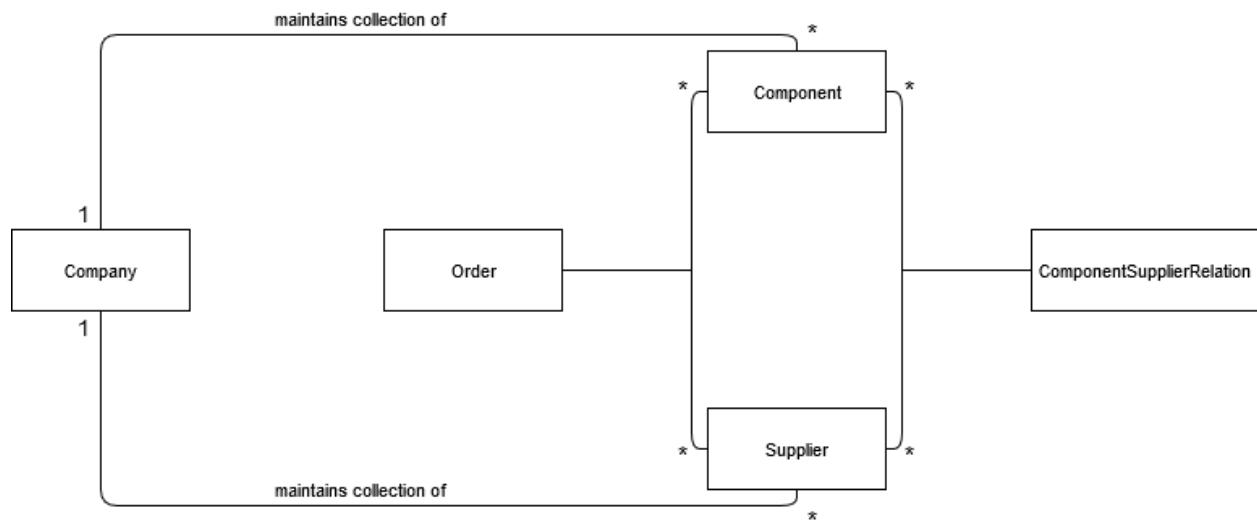 maintains collection of
*
* Component *
1
Company Order ComponentSupplierRelation
1
* Supplier *
maintains collection of
*